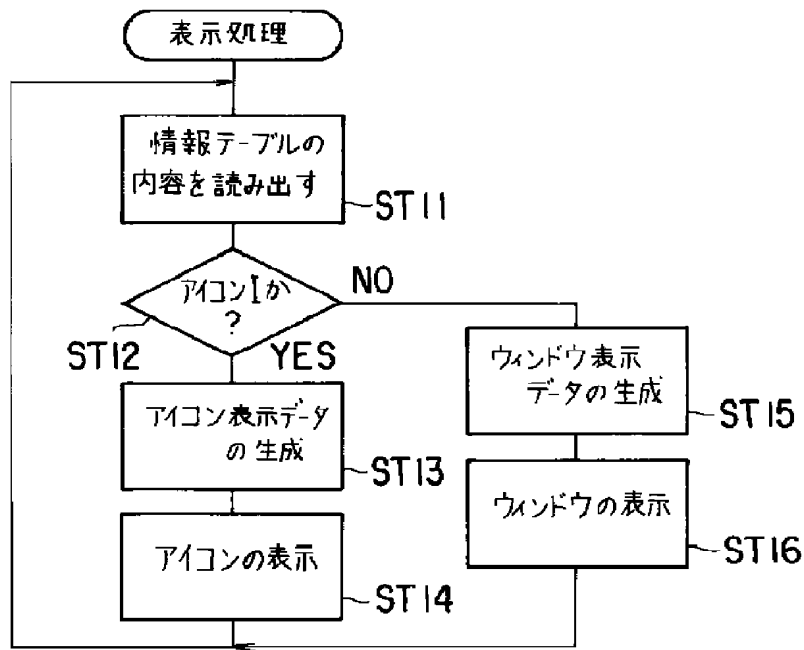 表示処理
情報テーブルの
内容を読み出す
ST11
アイコンIか
?
NO
ST12
YES
アイコン表示データ
の生成
ST13
アイコンの表示
ST14
ウィンドウ表示
データの生成
ST15
ウィンドウの表示
ST16